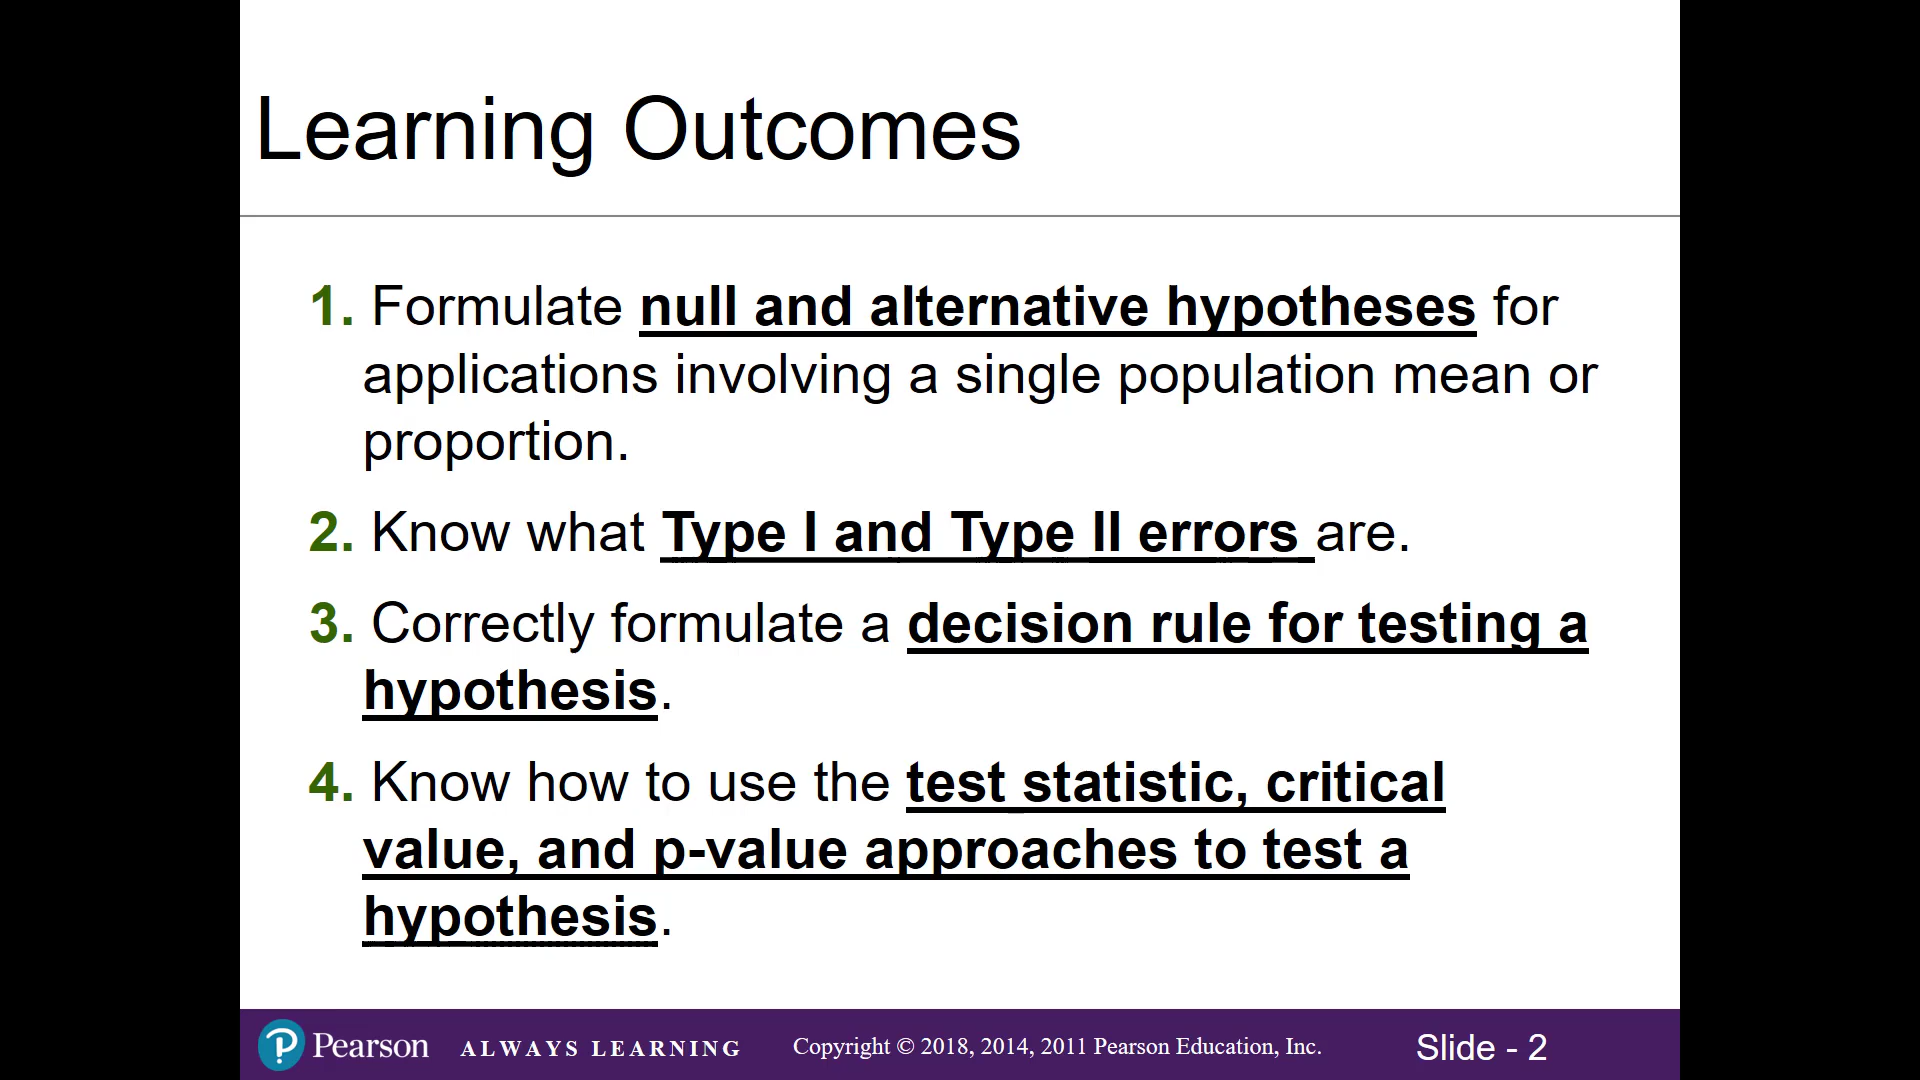 Learning Outcomes
1. Formulate null and alternative hypotheses for
applications involving a single population mean or
proportion.
2. Know what Type I and Type II errors are.
3. Correctly formulate a decision rule for testing a
hypothesis.
4. Know how to use the test statistic, critical
value, and p-value approaches to test a
hypothesis.
Pearson ALWAYS LEARNING Copyright © 2018, 2014, 2011 Pearson Education, Inc. Slide - 2